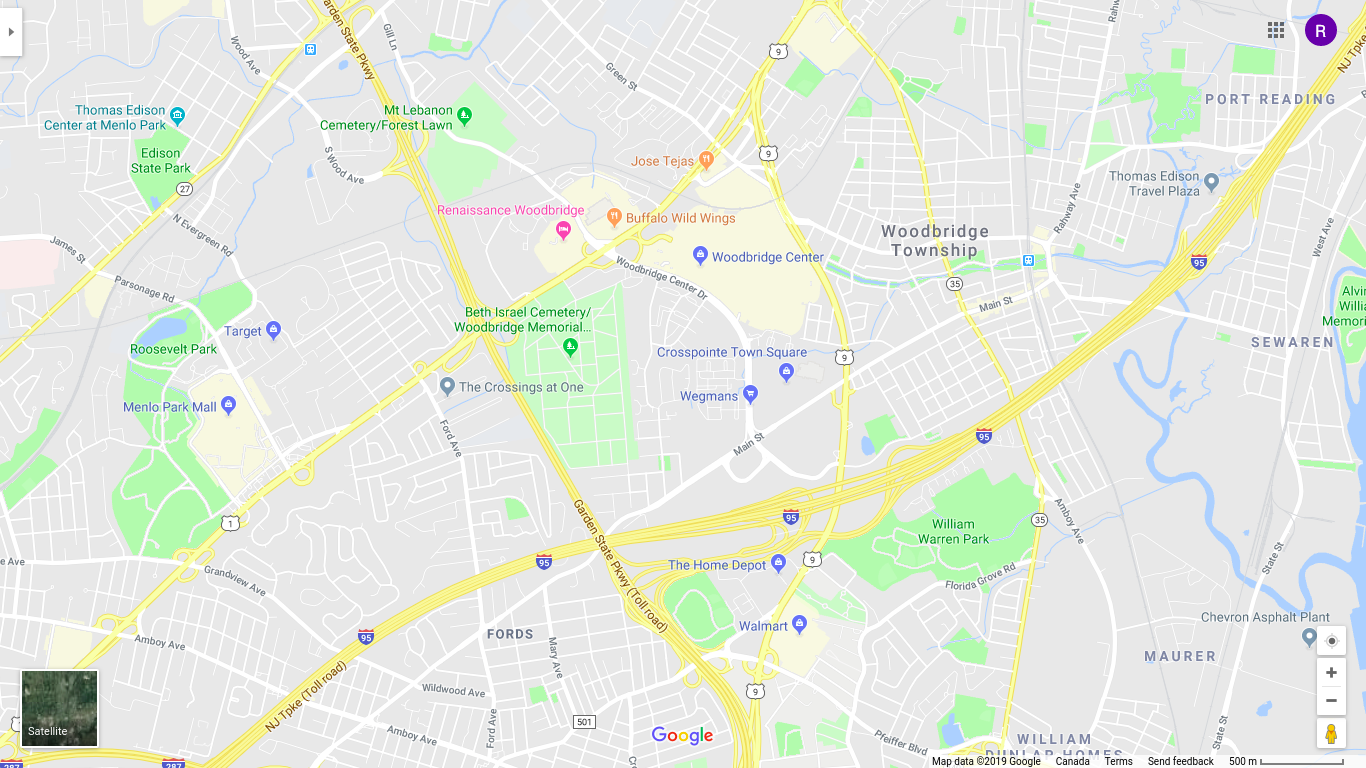 Garden State Pkwy
Gill Ln
Wood Ave
9
R
NJ Tpke
Green St
Thomas Edison
Center at Menlo Park
Mt Lebanon
Cemetery/Forest Lawn
PORT READING
Edison
State Park
Jose Tejas
9
S Wood Ave
27
Thomas Edison
Travel Plaza
Rahway Ave
Renaissance Woodbridge
Buffalo Wild Wings
N Evergreen Rd
Woodbridge
Township
West Ave
James St
Woodbridge Center
Woodbridge Center Dr
95
Parsonage Rd
35
Main St
Beth Israel Cemetery/
Woodbridge Memorial...
Target
Roosevelt Park
SEWAREN
Crosspointe Town Square
9
The Crossings at One
Wegmans
Menlo Park Mall
Ford Ave
Main St
95
1
Garden State Pkwy (Toll road)
95
William
Warren Park
35
Amboy Ave
95
The Home Depot
9
State St
Grandview Ave
Florida Grove Rd
Chevron Asphalt Plant
Walmart
95
FORDS
Amboy Ave
Mary Ave
MAURER
NJ Tpke (Toll road)
Wildwood Ave
9
Satellite
501
Ford Ave
Amboy Ave
Google
Pfeiffer Blvd
State St
WILLIAM
DUNLAP HOMES
287
287
Map data ©2019 Google Canada Terms Send feedback 500 m